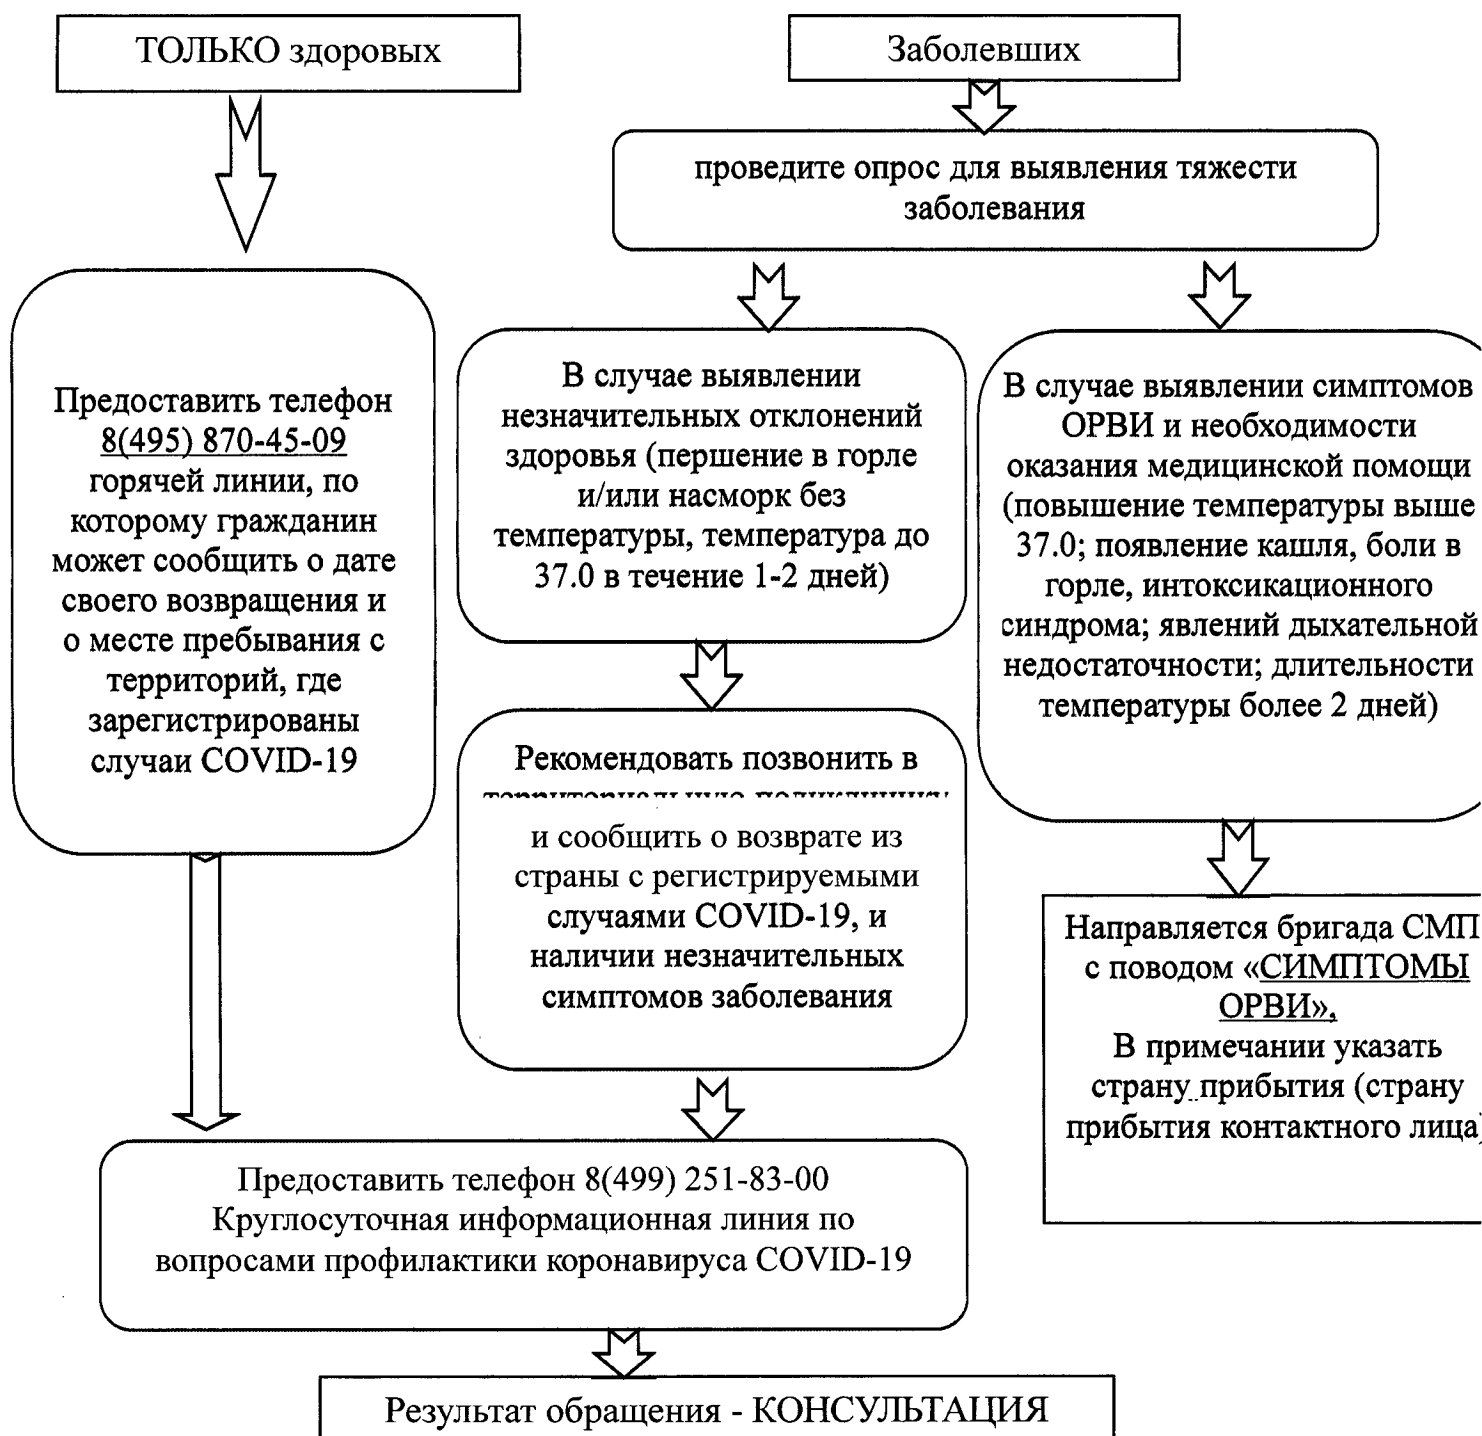 ТОЛЬКО здоровых
Заболевших
проведите опрос для выявления тяжести
заболевания
Предоставить телефон
8(495) 870-45-09
горячей линии, по
которому гражданин
может сообщить о дате
своего возвращения и
о месте пребывания с
территорий, где
зарегистрированы
случаи COVID-19
В случае выявлении
незначительных отклонений
здоровья (першение в горле
и/или насморк без
температуры, температура до
37.0 в течение 1-2 дней)
Рекомендовать позвонить в
территориальную поликлинику
и сообщить о возврате из
страны с регистрируемыми
случаями COVID-19, и
наличии незначительных
симптомов заболевания
В случае выявлении симптомов
ОРВИ и необходимости
оказания медицинской помощи
(повышение температуры выше
37.0; появление кашля, боли в
горле, интоксикационного
синдрома; явлений дыхательной
недостаточности; длительности
температуры более 2 дней)
Направляется бригада СМП
с поводом «СИМПТОМЫ
ОРВИ»,
В примечании указать
страну прибытия (страну
прибытия контактного лица)
Предоставить телефон 8(499) 251-83-00
Круглосуточная информационная линия по
вопросами профилактики коронавируса COVID-19
Результат обращения - КОНСУЛЬТАЦИЯ